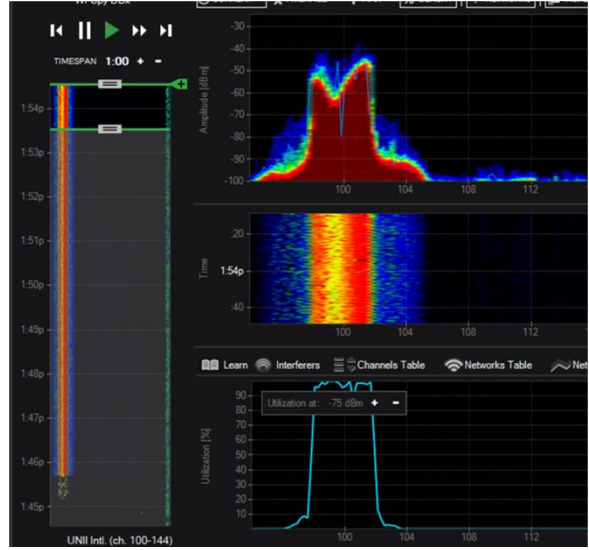 Wi-Spy DBx
TIMESPAN 1:00 + -
1:54p
1:53p
1:52p
1:51p
1:50p
1:49p
1:48p
1:47p
1:46p
1:45p
UNII Intl. (ch. 100-144)
Amplitude [dBm]
-30
-40
-50
-60
-70
-80
-90
-100
100 104 108 112
Time
:20
1:54p
:40
100 104 108 112
Learn Interferers Channels Table Networks Table
Utilization [%]
90
80
70
60
50
40
30
20
10
Utilization at: -75 dBm + -
100 104 108 112